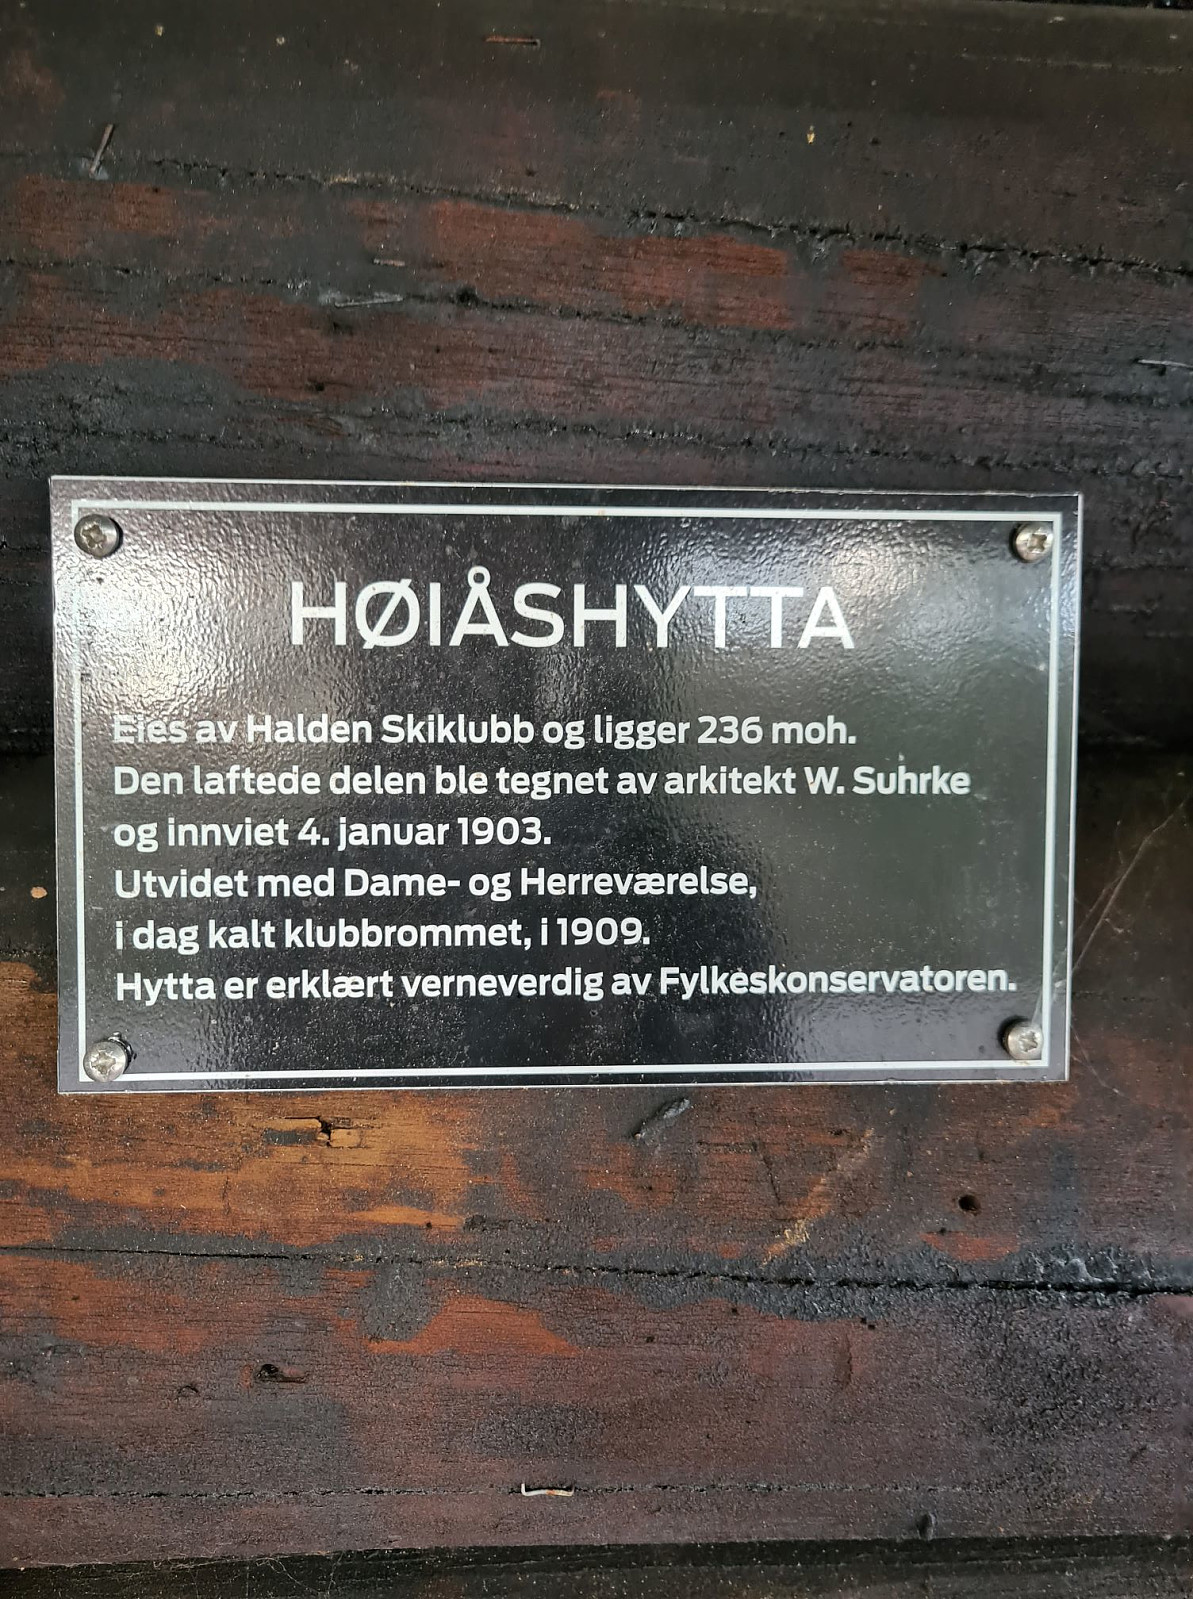 HØIÅSHYTTA
Eies av Halden Skiklubb og ligger 236 moh.
Den laftede delen ble tegnet av arkitekt W. Suhrke
og innviet 4. januar 1903.
Utvidet med Dame- og Herreværelse,
i dag kalt klubbrommet, i 1909.
Hytta er erklært verneverdig av Fylkeskonservatoren.